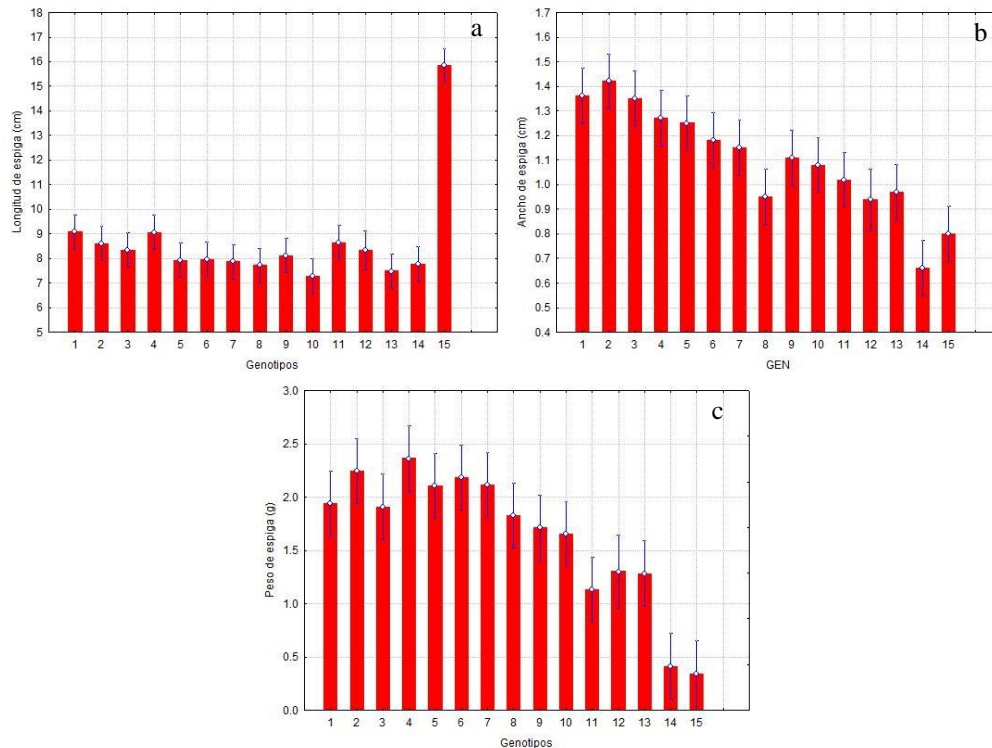 a
Longitud de espiga (cm)
18
17
16
15
14
13
12
11
10
9
8
7
6
5
1 2 3 4 5 6 7 8 9 10 11 12 13 14 15
Genotipos
b
Ancho de espiga (cm)
1.7
1.6
1.5
1.4
1.3
1.2
1.1
1.0
0.9
0.8
0.7
0.6
0.5
0.4
1 2 3 4 5 6 7 8 9 10 11 12 13 14 15
GEN
c
Peso de espiga (g)
3.0
2.5
2.0
1.5
1.0
0.5
0.0
1 2 3 4 5 6 7 8 9 10 11 12 13 14 15
Genotipos